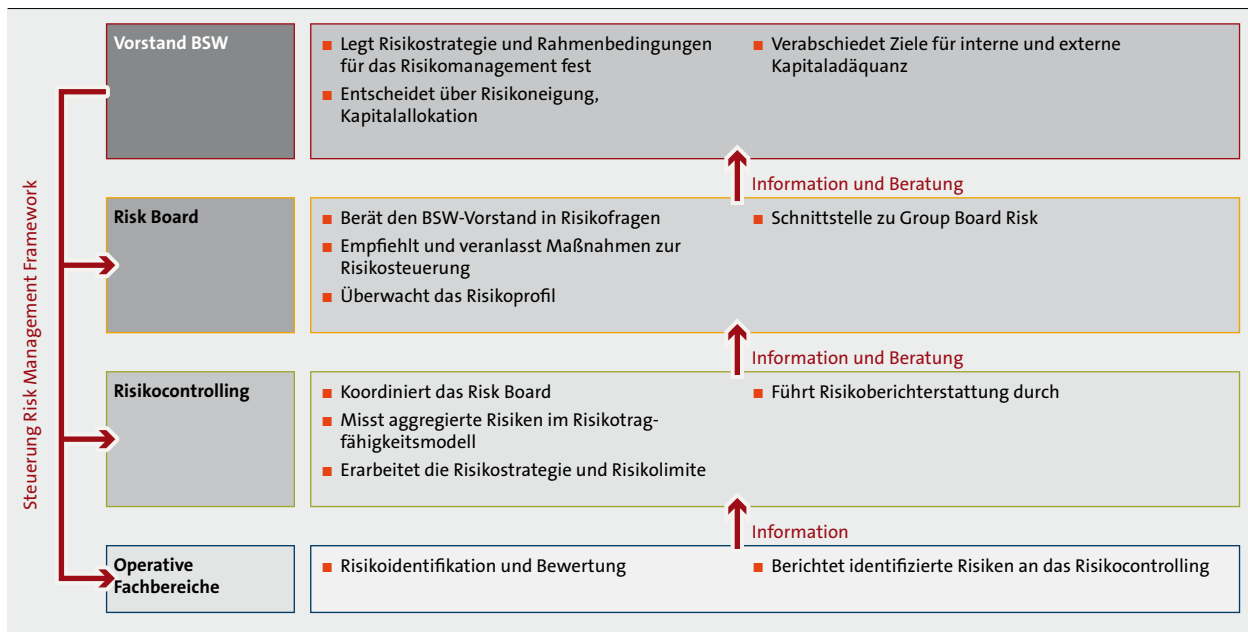 Steuerung Risk Management Framework
Vorstand BSW
Legt Risikostrategie und Rahmenbedingungen
für das Risikomanagement fest
Entscheidet über Risikoneigung,
Kapitalallokation
Verabschiedet Ziele für interne und externe
Kapitaladäquanz
Information und Beratung
Risk Board
Berät den BSW-Vorstand in Risikofragen
Empfiehlt und veranlasst Maßnahmen zur
Risikosteuerung
Überwacht das Risikoprofil
Schnittstelle zu Group Board Risk
Information und Beratung
Risikocontrolling
Koordiniert das Risk Board
Misst aggregierte Risiken im Risikotrag-
fähigkeitsmodell
Erarbeitet die Risikostrategie und Risikolimite
Führt Risikoberichterstattung durch
Information
Operative
Fachbereiche
Risikoidentifikation und Bewertung
Berichtet identifizierte Risiken an das Risikocontrolling